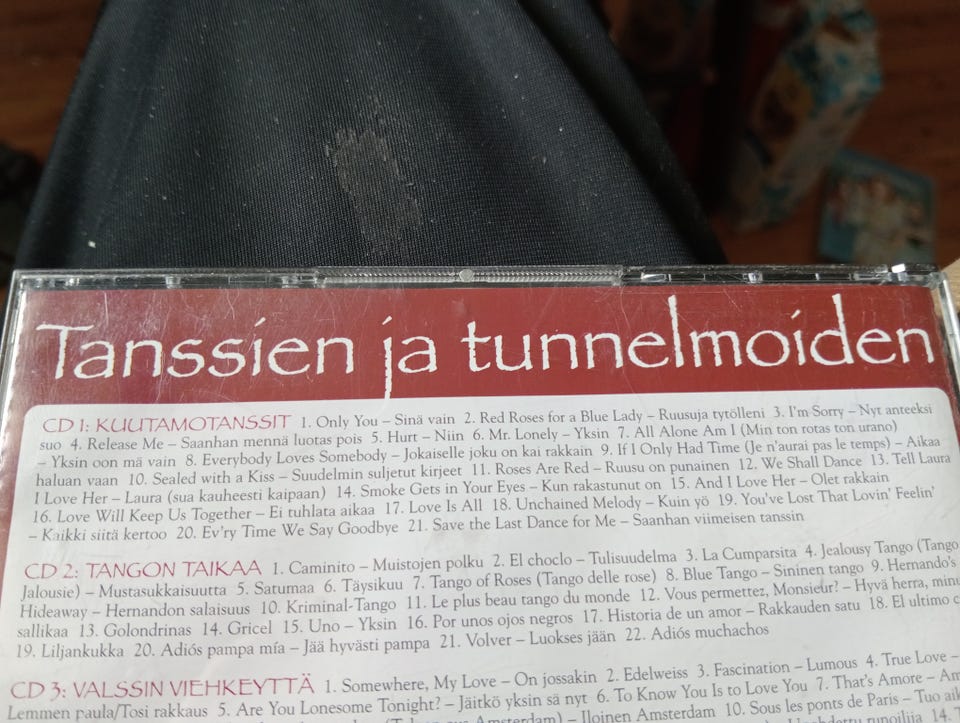 Tanssien ja tunnelmoiden
CD 1: KUUTAMOTANSSIT 1. Only You – Sinä vain 2. Red Roses for a Blue Lady – Ruusuja tytölleni 3. I'm Sorry – Nyt anteeksi
suo 4. Release Me – Saanhan mennä luotas pois 5. Hurt – Niin 6. Mr. Lonely – Yksin 7. All Alone Am I (Min ton rotas ton urano)
– Yksin oon mä vain 8. Everybody Loves Somebody – Jokaiselle joku on kai rakkain 9. If I Only Had Time (Je n'aurai pas le temps) – Aikaa
haluan vaan 10. Sealed with a Kiss – Suudelmin suljetut kirjeet 11. Roses Are Red – Ruusu on punainen 12. We Shall Dance 13. Tell Laura
I Love Her – Laura (sua kauheesti kaipaan) 14. Smoke Gets in Your Eyes – Kun rakastunut on 15. And I Love Her – Olet rakkain
16. Love Will Keep Us Together – Ei tuhlata aikaa 17. Love Is All 18. Unchained Melody – Kuin yö 19. You've Lost That Lovin' Feelin'
– Kaikki siitä kertoo 20. Ev'ry Time We Say Goodbye 21. Save the Last Dance for Me – Saanhan viimeisen tanssin
CD 2: TANGON TAIKAA 1. Caminito – Muistojen polku 2. El choclo – Tulisuudelma 3. La Cumparsita 4. Jealousy Tango (Tango
Jalousie) – Mustasukkaisuutta 5. Satumaa 6. Täysikuu 7. Tango of Roses (Tango delle rose) 8. Blue Tango – Sininen tango 9. Hernando's
Hideaway – Hernandon salaisuus 10. Kriminal-Tango 11. Le plus beau tango du monde 12. Vous permettez, Monsieur? – Hyvä herra, minu
sallikaa 13. Golondrinas 14. Gricel 15. Uno – Yksin 16. Por unos ojos negros 17. Historia de un amor – Rakkauden satu 18. El ultimo c
19. Liljankukka 20. Adiós pampa mía – Jää hyvästi pampa 21. Volver – Luokses jään 22. Adiós muchachos
CD 3: VALSSIN VIEHKEYTTÄ 1. Somewhere, My Love – On jossakin 2. Edelweiss 3. Fascination – Lumous 4. True Love –
Lemmen paula/Tosi rakkaus 5. Are You Lonesome Tonight? – Jäitkö yksin sä nyt 6. To Know You Is to Love You 7. That's Amore – Am
Amsterdam) – Iloinen Amsterdam 10. Sous les ponts de Paris – Tuo